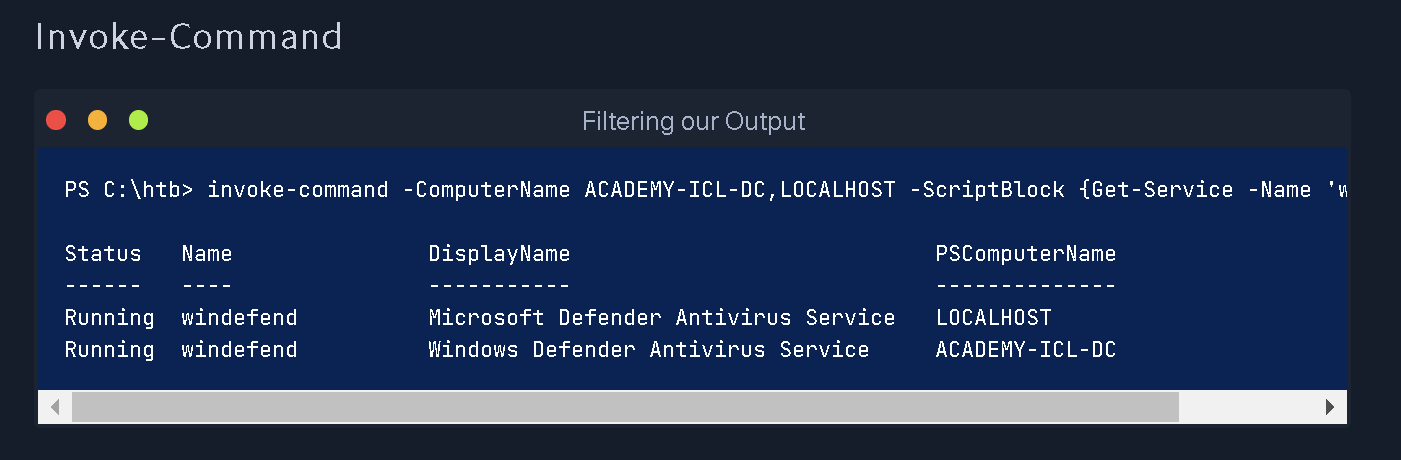 Invoke-Command
Filtering our Output
PS C:\htb> invoke-command -ComputerName ACADEMY-ICL-DC,LOCALHOST -ScriptBlock {Get-Service -Name 'w
Status   Name               DisplayName                            PSComputerName
------   ----               -----------                            --------------
Running  windefend          Microsoft Defender Antivirus Service   LOCALHOST
Running  windefend          Windows Defender Antivirus Service     ACADEMY-ICL-DC